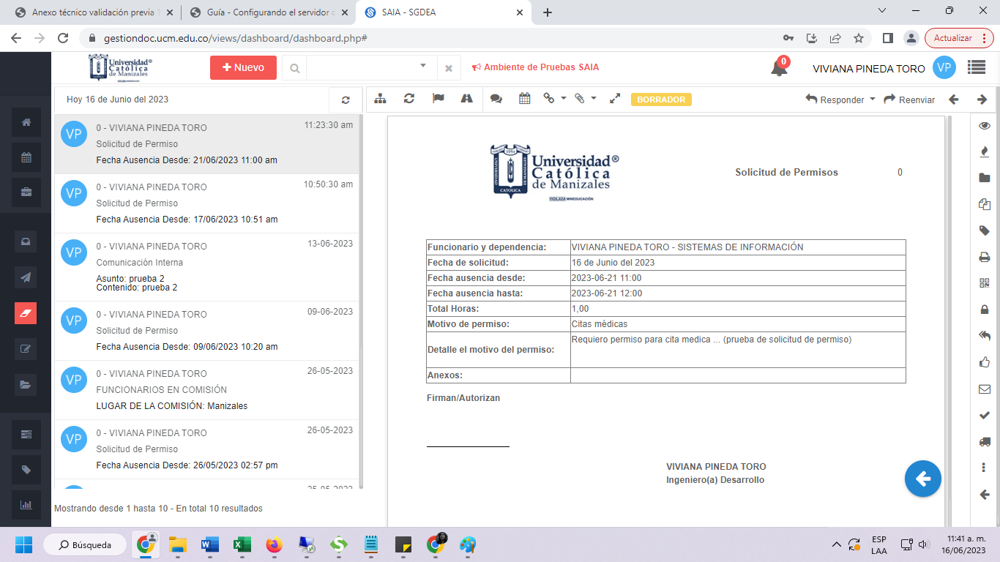 Anexo técnico validación previa 1
Guía - Configurando el servidor d
SAIA - SGDEA
gestiondoc.ucm.edu.co/views/dashboard/dashboard.php#
Actualizar
Universidad
Católica
de Manizales
Nuevo
Ambiente de Pruebas SAIA
0
VIVIANA PINEDA TORO
VP
Hoy 16 de Junio del 2023
BORRADOR
Responder
Reenviar
VP
0 - VIVIANA PINEDA TORO
11:23:30 am
Solicitud de Permiso
Fecha Ausencia Desde: 21/06/2023 11:00 am
VP
0 - VIVIANA PINEDA TORO
10:50:30 am
Solicitud de Permiso
Fecha Ausencia Desde: 17/06/2023 10:51 am
VP
0 - VIVIANA PINEDA TORO
13-06-2023
Comunicación Interna
Asunto: prueba 2
Contenido: prueba 2
VP
0 - VIVIANA PINEDA TORO
09-06-2023
Solicitud de Permiso
Fecha Ausencia Desde: 09/06/2023 10:20 am
VP
0 - VIVIANA PINEDA TORO
26-05-2023
FUNCIONARIOS EN COMISIÓN
LUGAR DE LA COMISIÓN: Manizales
VP
0 - VIVIANA PINEDA TORO
26-05-2023
Solicitud de Permiso
Fecha Ausencia Desde: 26/05/2023 02:57 pm
Mostrando desde 1 hasta 10 - En total 10 resultados
1954
UNIVERSIDAD
DE MANIZALES
CATOLICA
Universidad
Católica
de Manizales
VIGILADA MINEDUCACIÓN
Solicitud de Permisos
0
Funcionario y dependencia: VIVIANA PINEDA TORO - SISTEMAS DE INFORMACIÓN
Fecha de solicitud: 16 de Junio del 2023
Fecha ausencia desde: 2023-06-21 11:00
Fecha ausencia hasta: 2023-06-21 12:00
Total Horas: 1,00
Motivo de permiso: Citas médicas
Detalle el motivo del permiso: Requiero permiso para cita medica ... (prueba de solicitud de permiso)
Anexos:
Firman/Autorizan
VIVIANA PINEDA TORO
Ingeniero(a) Desarrollo
Búsqueda
ESP
LAA
11:41 a. m.
16/06/2023